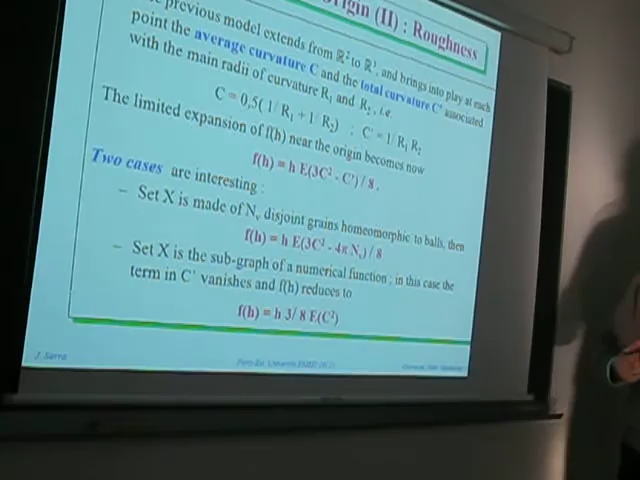 rigin (II) : Roughness
previous model extends from ℝ² to ℝ³, and brings into play at each
point the average curvature C and the total curvature C' associated
with the main radii of curvature R₁ and R₂, i.e.
C = 0,5( 1/ R₁ + 1/ R₂) ; C' = 1/ R₁ R₂
The limited expansion of f(h) near the origin becomes now
f(h) = h E(3C² - C') / 8 .
Two cases are interesting :
– Set X is made of Nᵥ disjoint grains homeomorphic to balls, then
f(h) = h E(3C² - 4π Nᵥ) / 8
– Set X is the sub-graph of a numerical function ; in this case the
term in C' vanishes and f(h) reduces to
f(h) = h 3/ 8 E(C²)
J. Serra